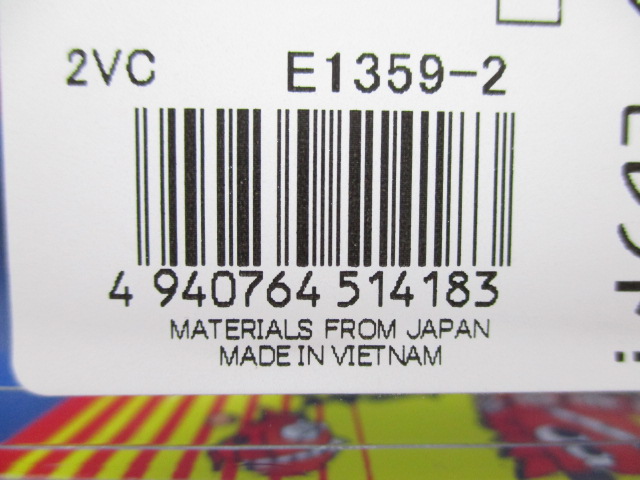 2VC E1359-2
4 940764 514183
MATERIALS FROM JAPAN
MADE IN VIETNAM